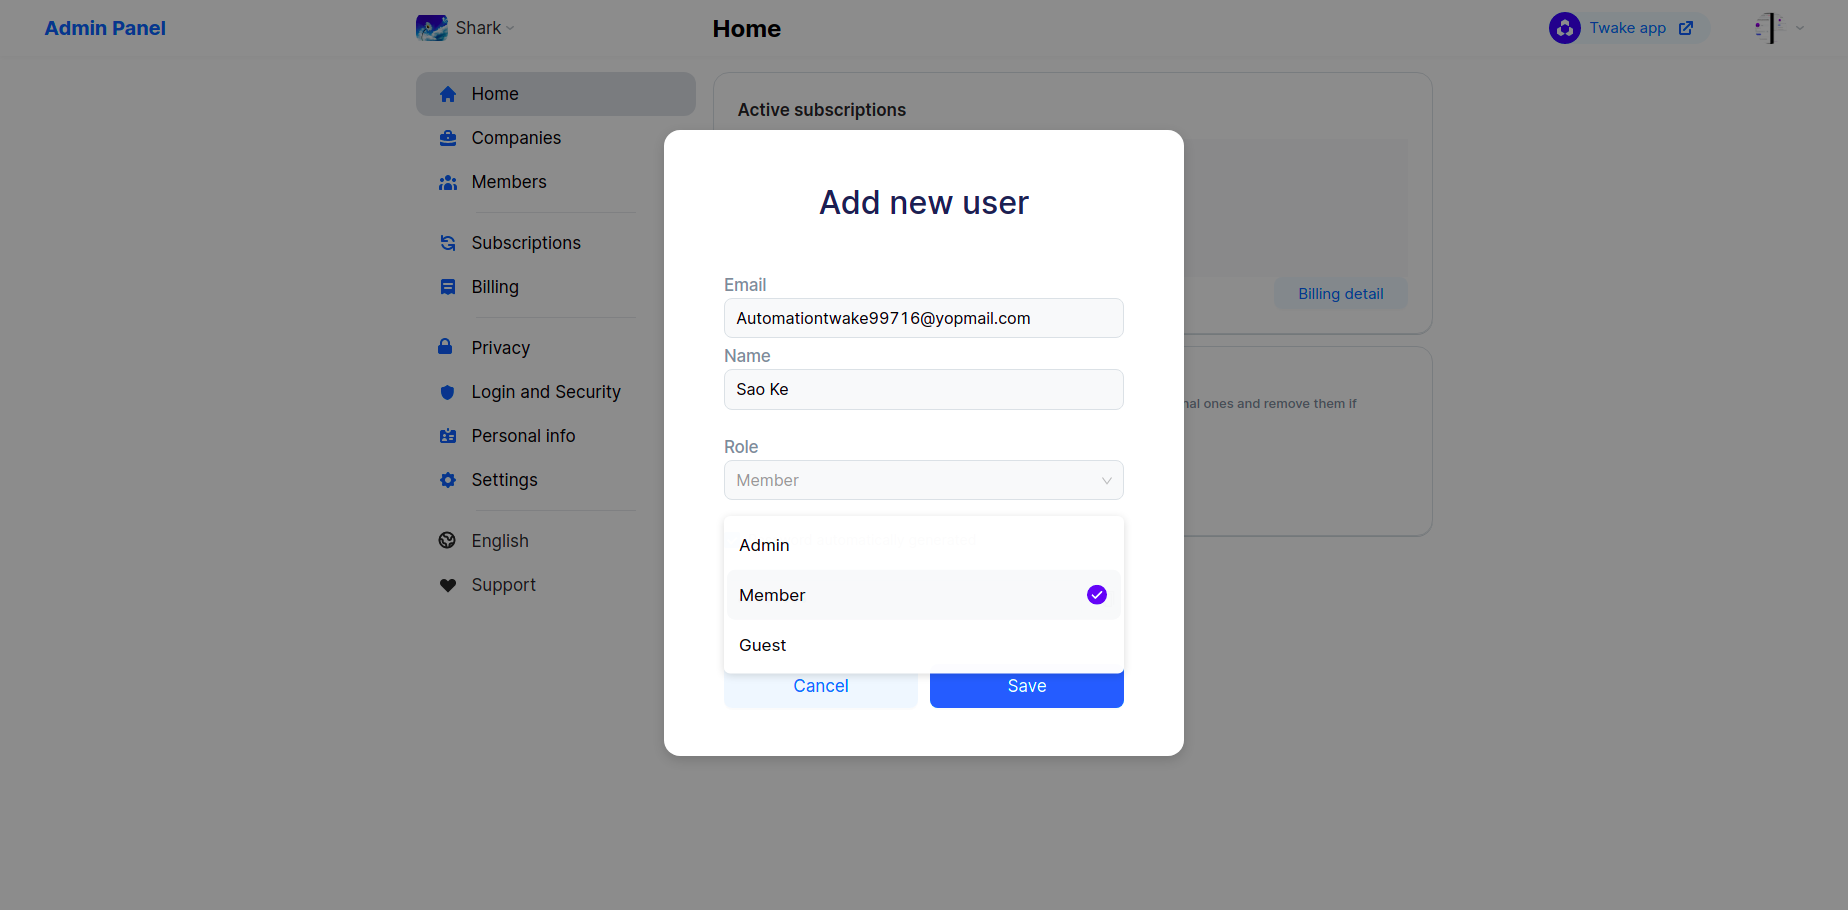 Admin Panel
Shark
Home
Twake app
Home
Companies
Members
Subscriptions
Billing
Privacy
Login and Security
Personal info
Settings
English
Support
Active subscriptions
Billing detail
nal ones and remove them if
Add new user
Email
Automationtwake99716@yopmail.com
Name
Sao Ke
Role
Member
Admin
Member
Guest
Cancel
Save